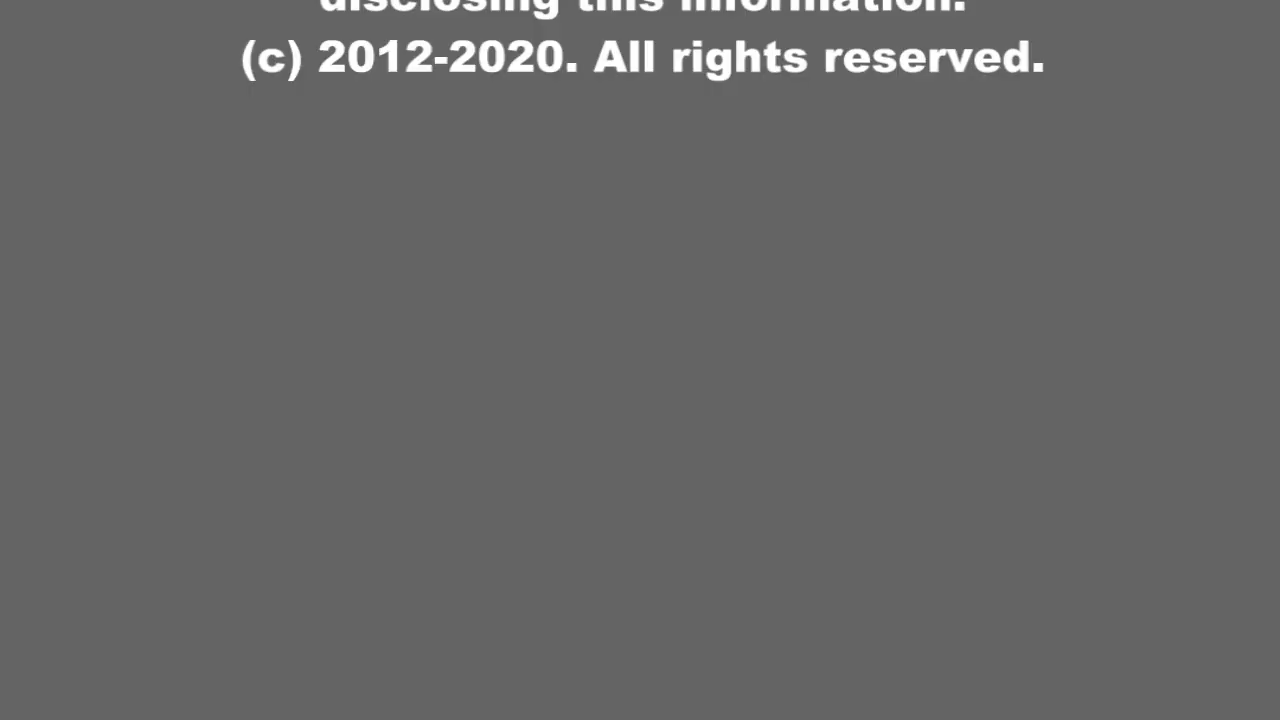 disclosing this information.
(c) 2012-2020. All rights reserved.